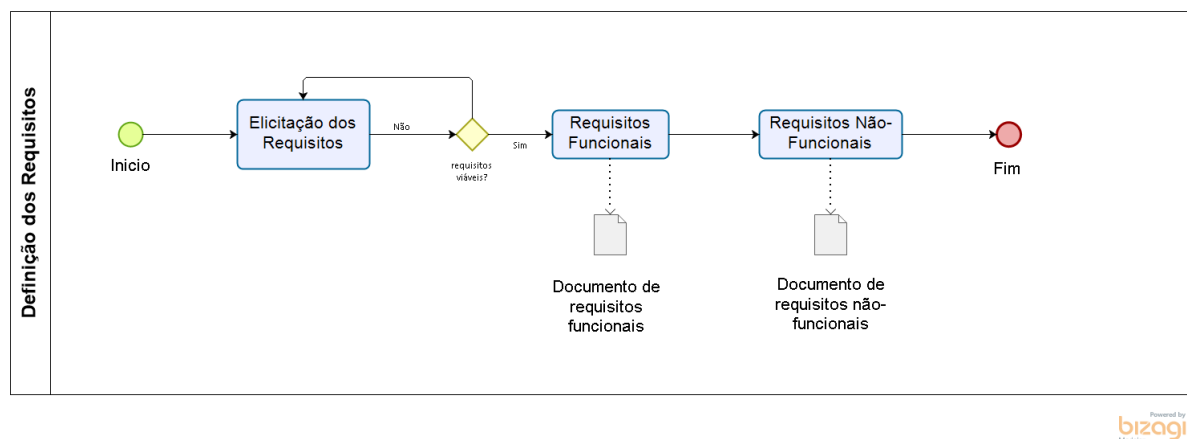 Definição dos Requisitos
Inicio
Elicitação dos
Requisitos
Não
requisitos
viáveis?
Sim
Requisitos
Funcionais
Documento de
requisitos
funcionais
Requisitos Não-
Funcionais
Documento de
requisitos não-
funcionais
Fim
Powered by
bizagi